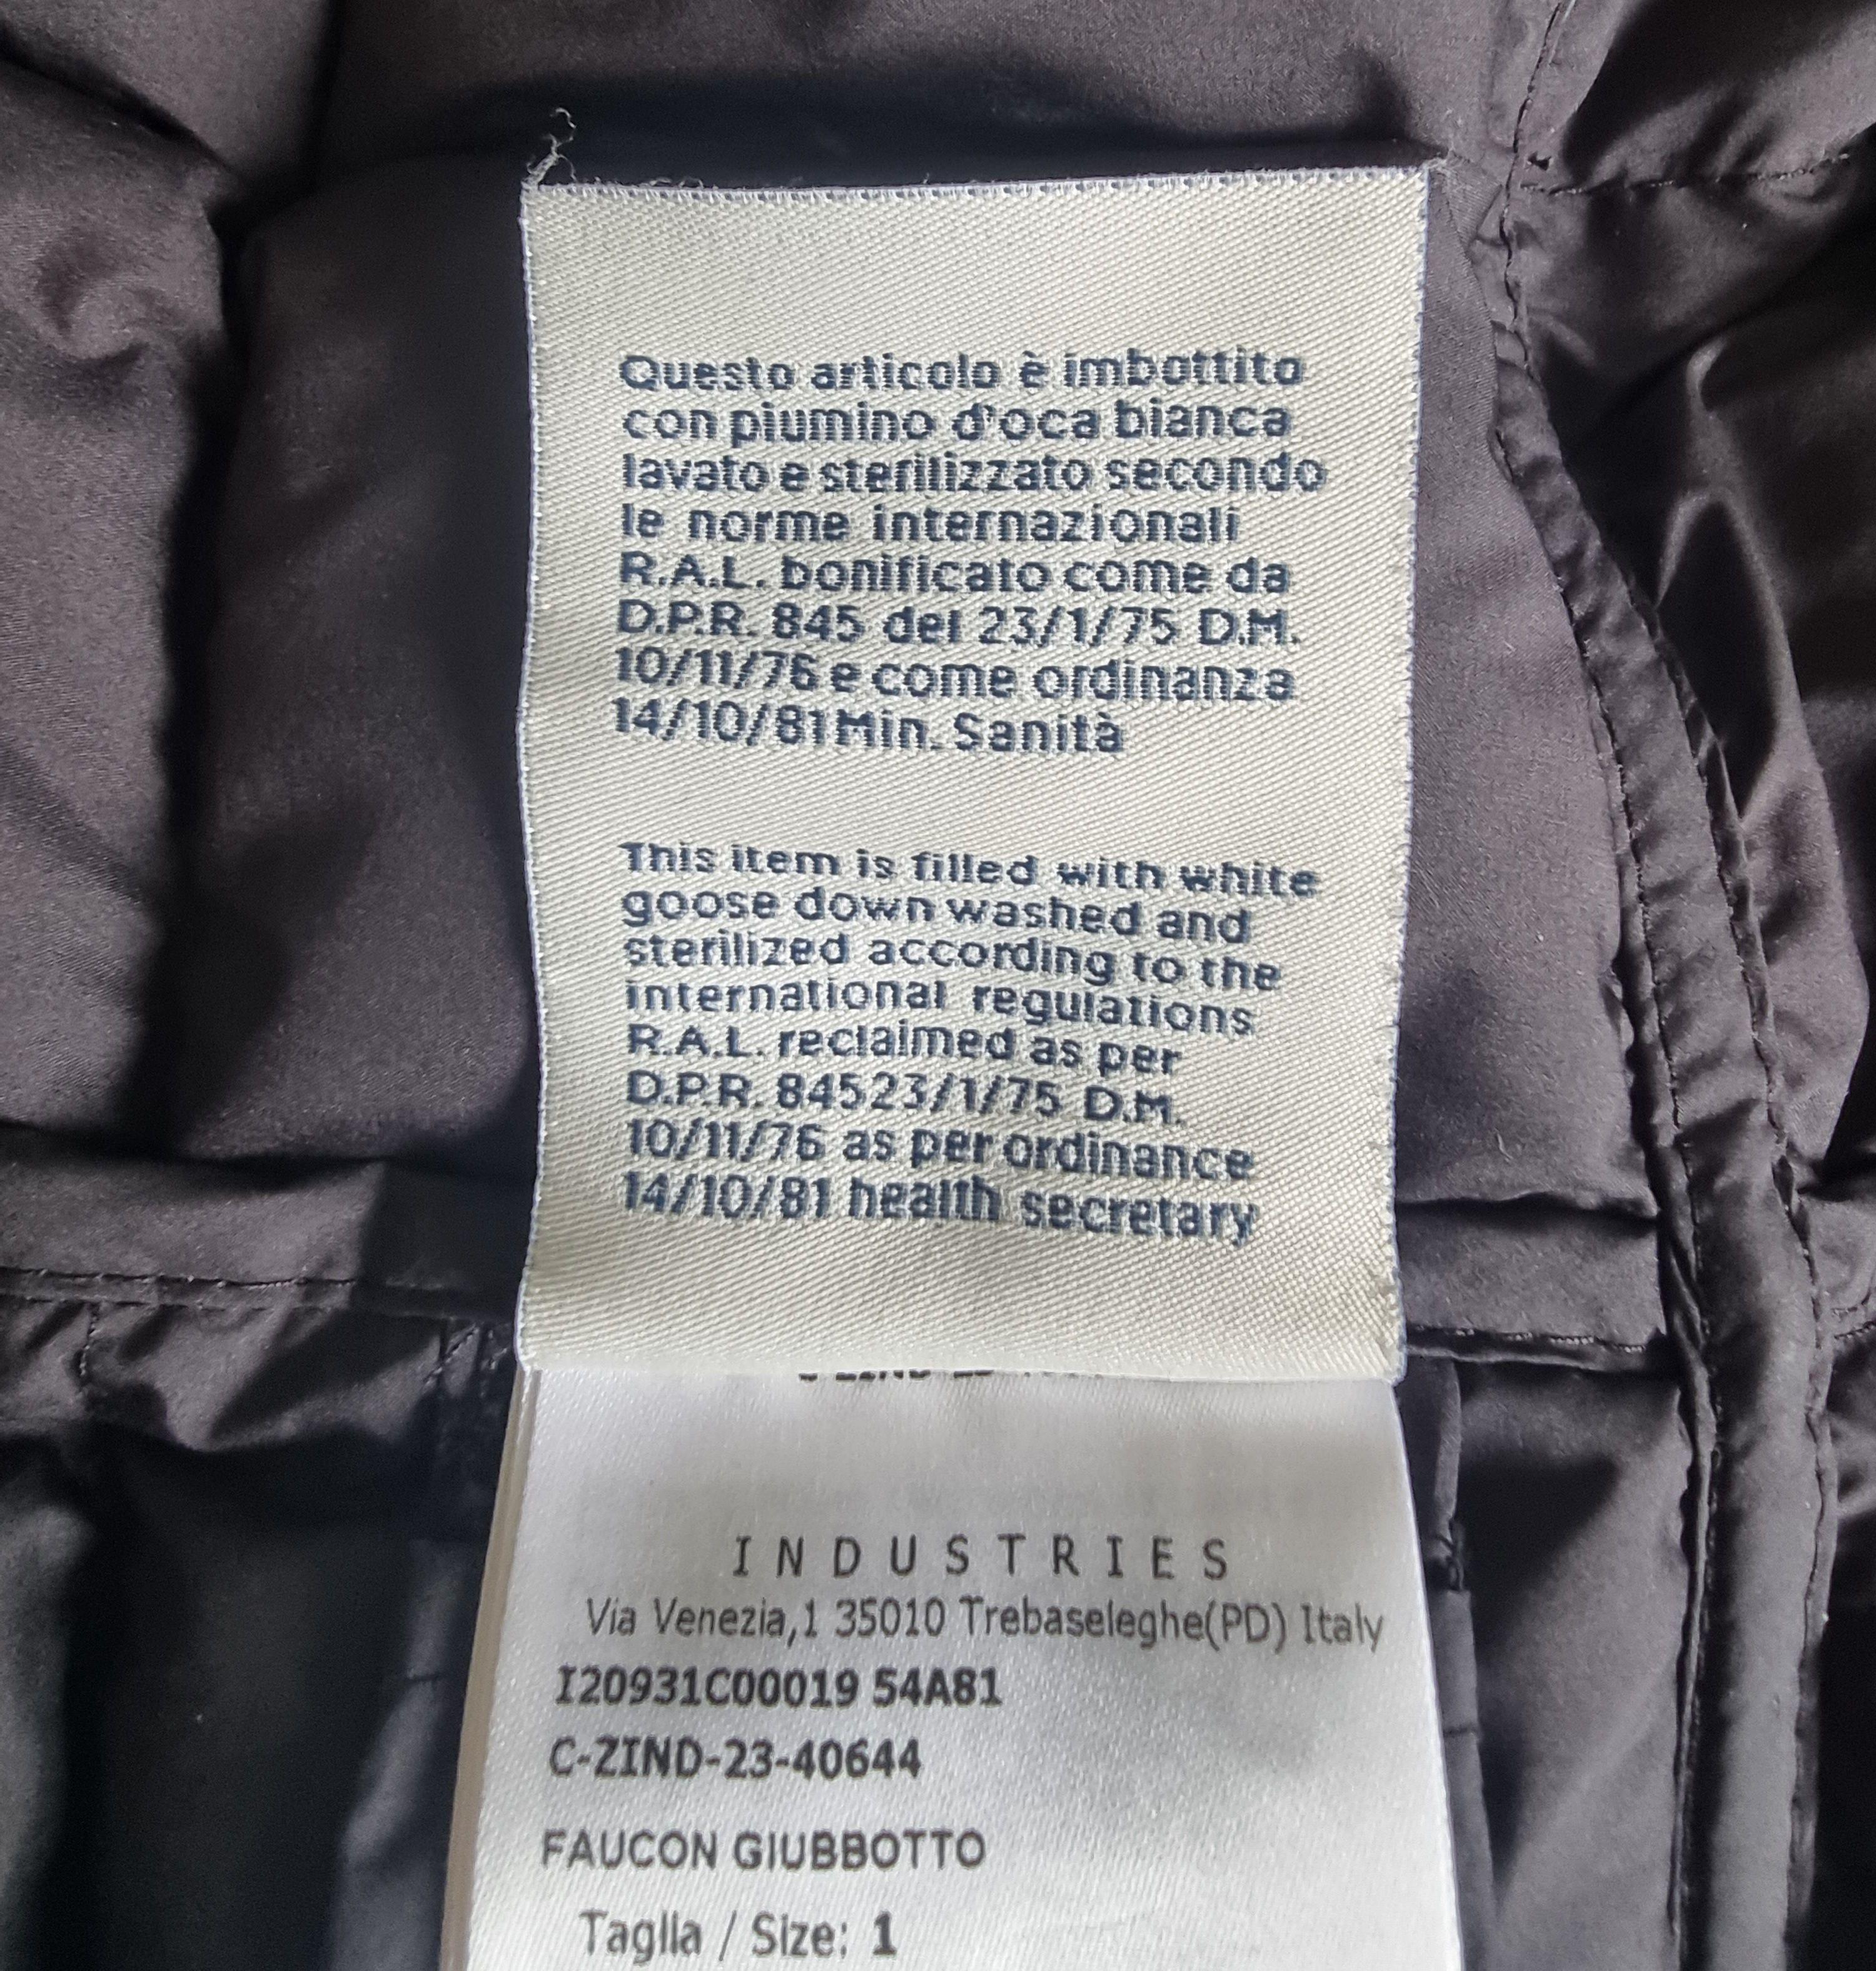 Questo articolo è imbottito
con piumino d'oca bianca
lavato e sterilizzato secondo
le norme internazionali
R.A.L. bonificato come da
D.P.R. 845 del 23/1/75 D.M.
10/11/76 e come ordinanza
14/10/81 Min. Sanità
This item is filled with white
goose down washed and
sterilized according to the
international regulations
R.A.L. reclaimed as per
D.P.R. 84523/1/75 D.M.
10/11/76 as per ordinance
14/10/81 health secretary
INDUSTRIES
Via Venezia,1 35010 Trebaseleghe(PD) Italy
I20931C00019 54A81
C-ZIND-23-40644
FAUCON GIUBBOTTO
Taglia / Size: 1